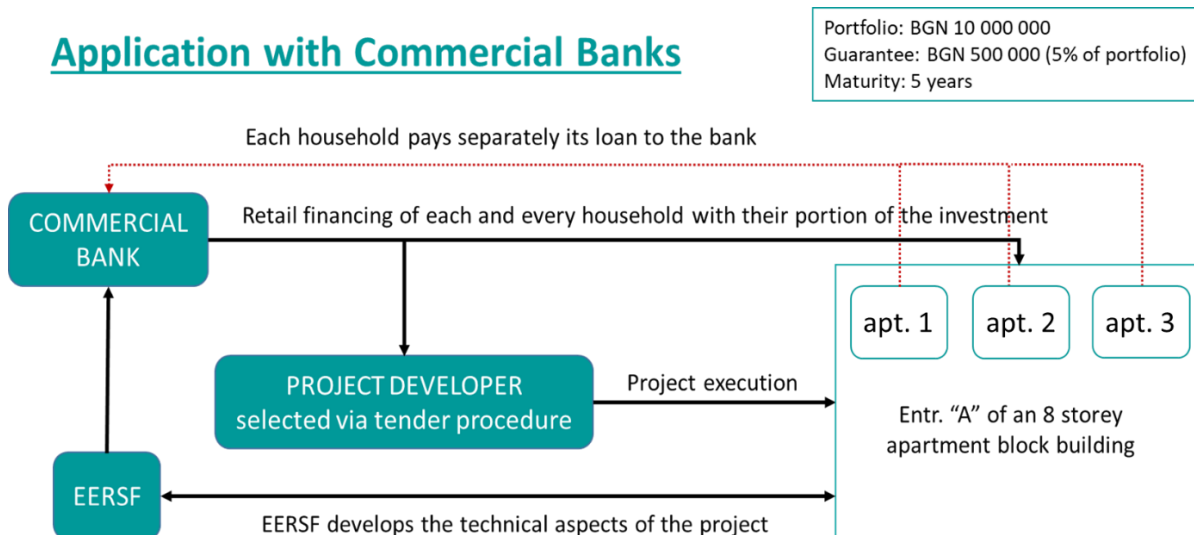 Application with Commercial Banks
Portfolio: BGN 10 000 000
Guarantee: BGN 500 000 (5% of portfolio)
Maturity: 5 years
Each household pays separately its loan to the bank
COMMERCIAL
BANK
Retail financing of each and every household with their portion of the investment
apt. 1
apt. 2
apt. 3
PROJECT DEVELOPER
selected via tender procedure
Project execution
Entr. “A” of an 8 storey
apartment block building
EERSF
EERSF develops the technical aspects of the project